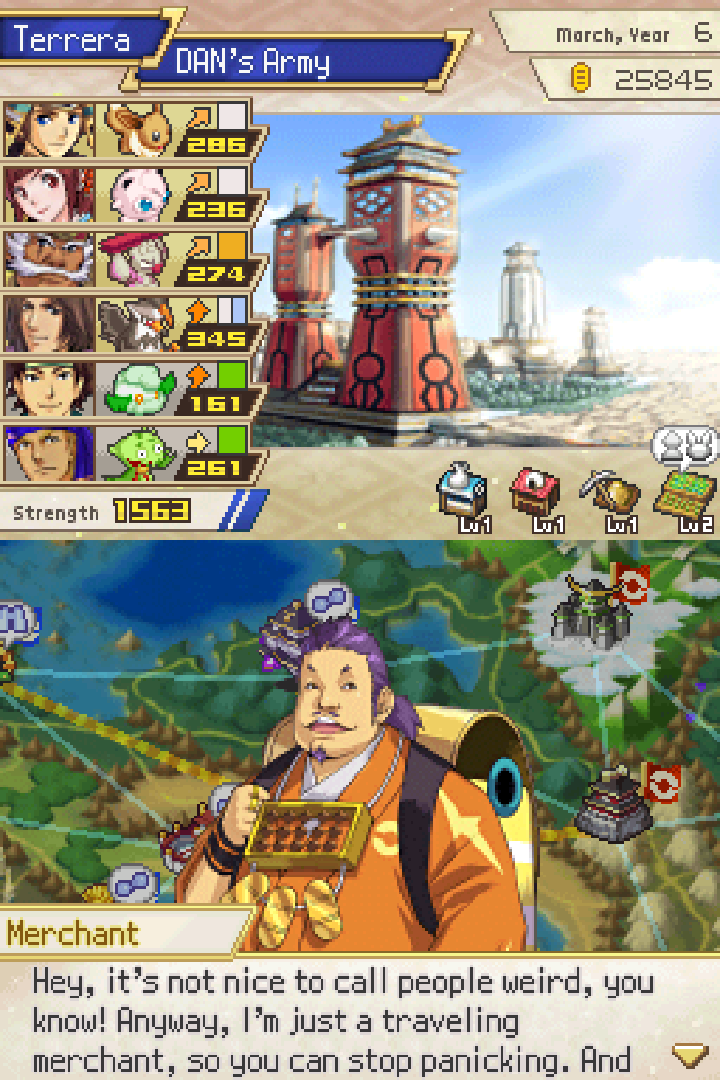 Terrera
DAN's Army
March, Year 6
25845
286
236
274
345
161
261
Strength 1563
Lv1
Lv1
Lv1
Lv2
Merchant
Hey, it's not nice to call people weird, you
know! Anyway, I'm just a traveling
merchant, so you can stop panicking. And